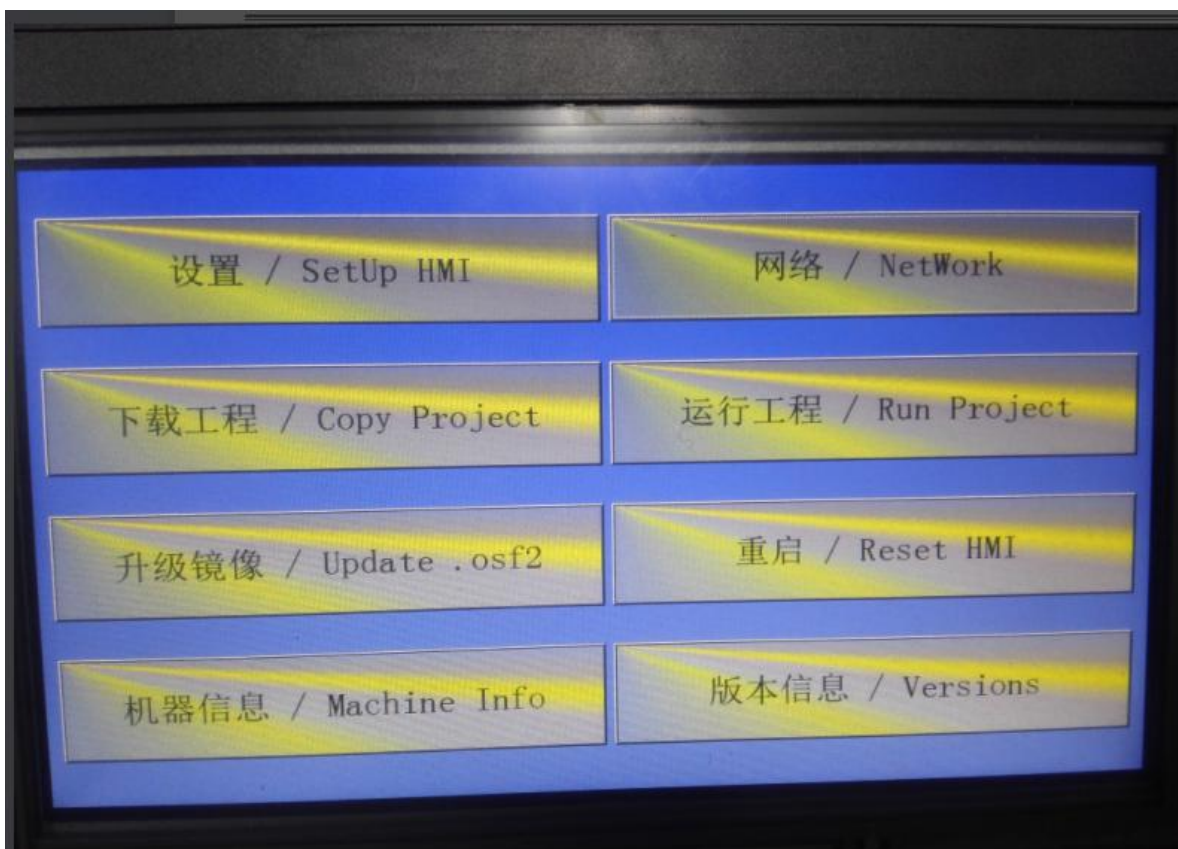 设置 / SetUp HMI
网络 / NetWork
下载工程 / Copy Project
运行工程 / Run Project
升级镜像 / Update .osf2
重启 / Reset HMI
机器信息 / Machine Info
版本信息 / Versions